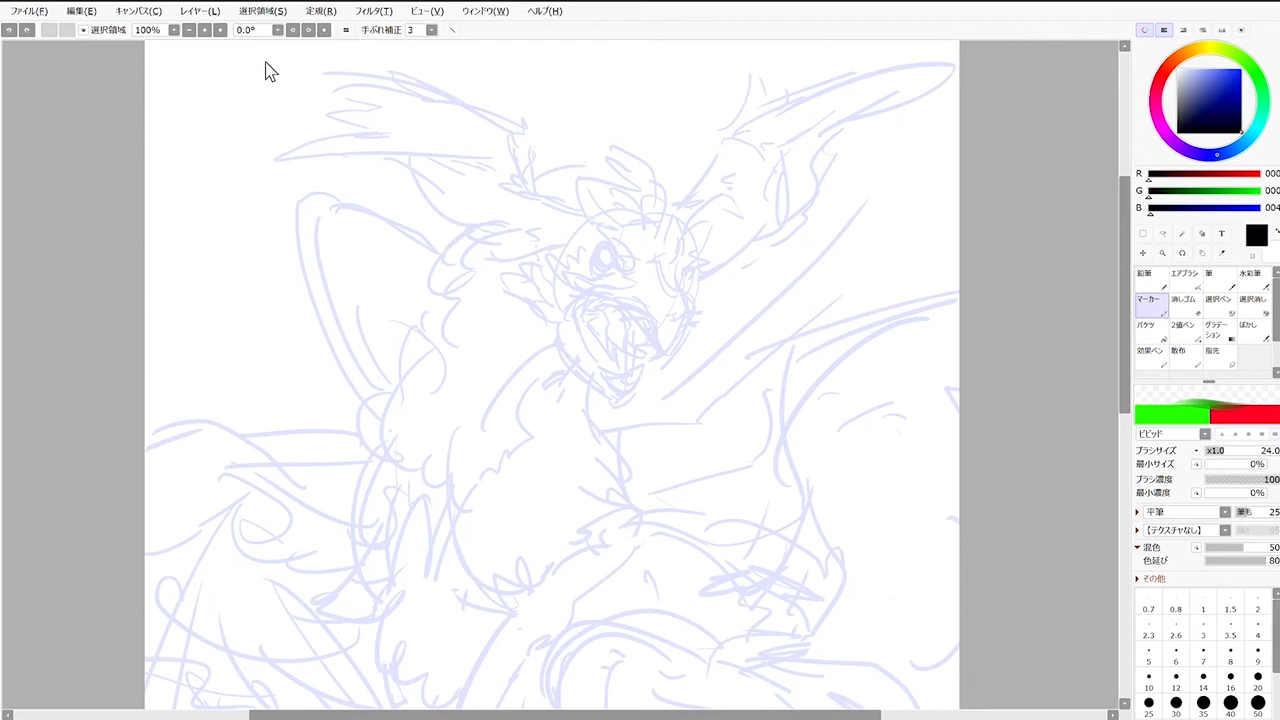 ファイル(F) 編集(E) キャンバス(C) レイヤー(L) 選択領域(S) 定規(R) フィルタ(T) ビュー(V) ウィンドウ(W) ヘルプ(H)
選択領域 100% 0.0° 手ぶれ補正 3
R 000
G 000
B 004
T
鉛筆 エアブラシ 筆 水彩筆
マーカー 消しゴム 選択ペン 選択消し
バケツ 2値ペン グラデーション ぼかし
効果ペン 散布 指先
ビビッド
ブラシサイズ x1.0 24.0
最小サイズ 0%
ブラシ濃度 100
最小濃度 0%
平筆 筆も 25
【テクスチャなし】
混色 50
色延び 80
その他
0.7 0.8 1 1.5 2
2.3 2.6 3 3.5 4
5 6 7 8 9
10 12 14 16 20
25 30 35 40 50